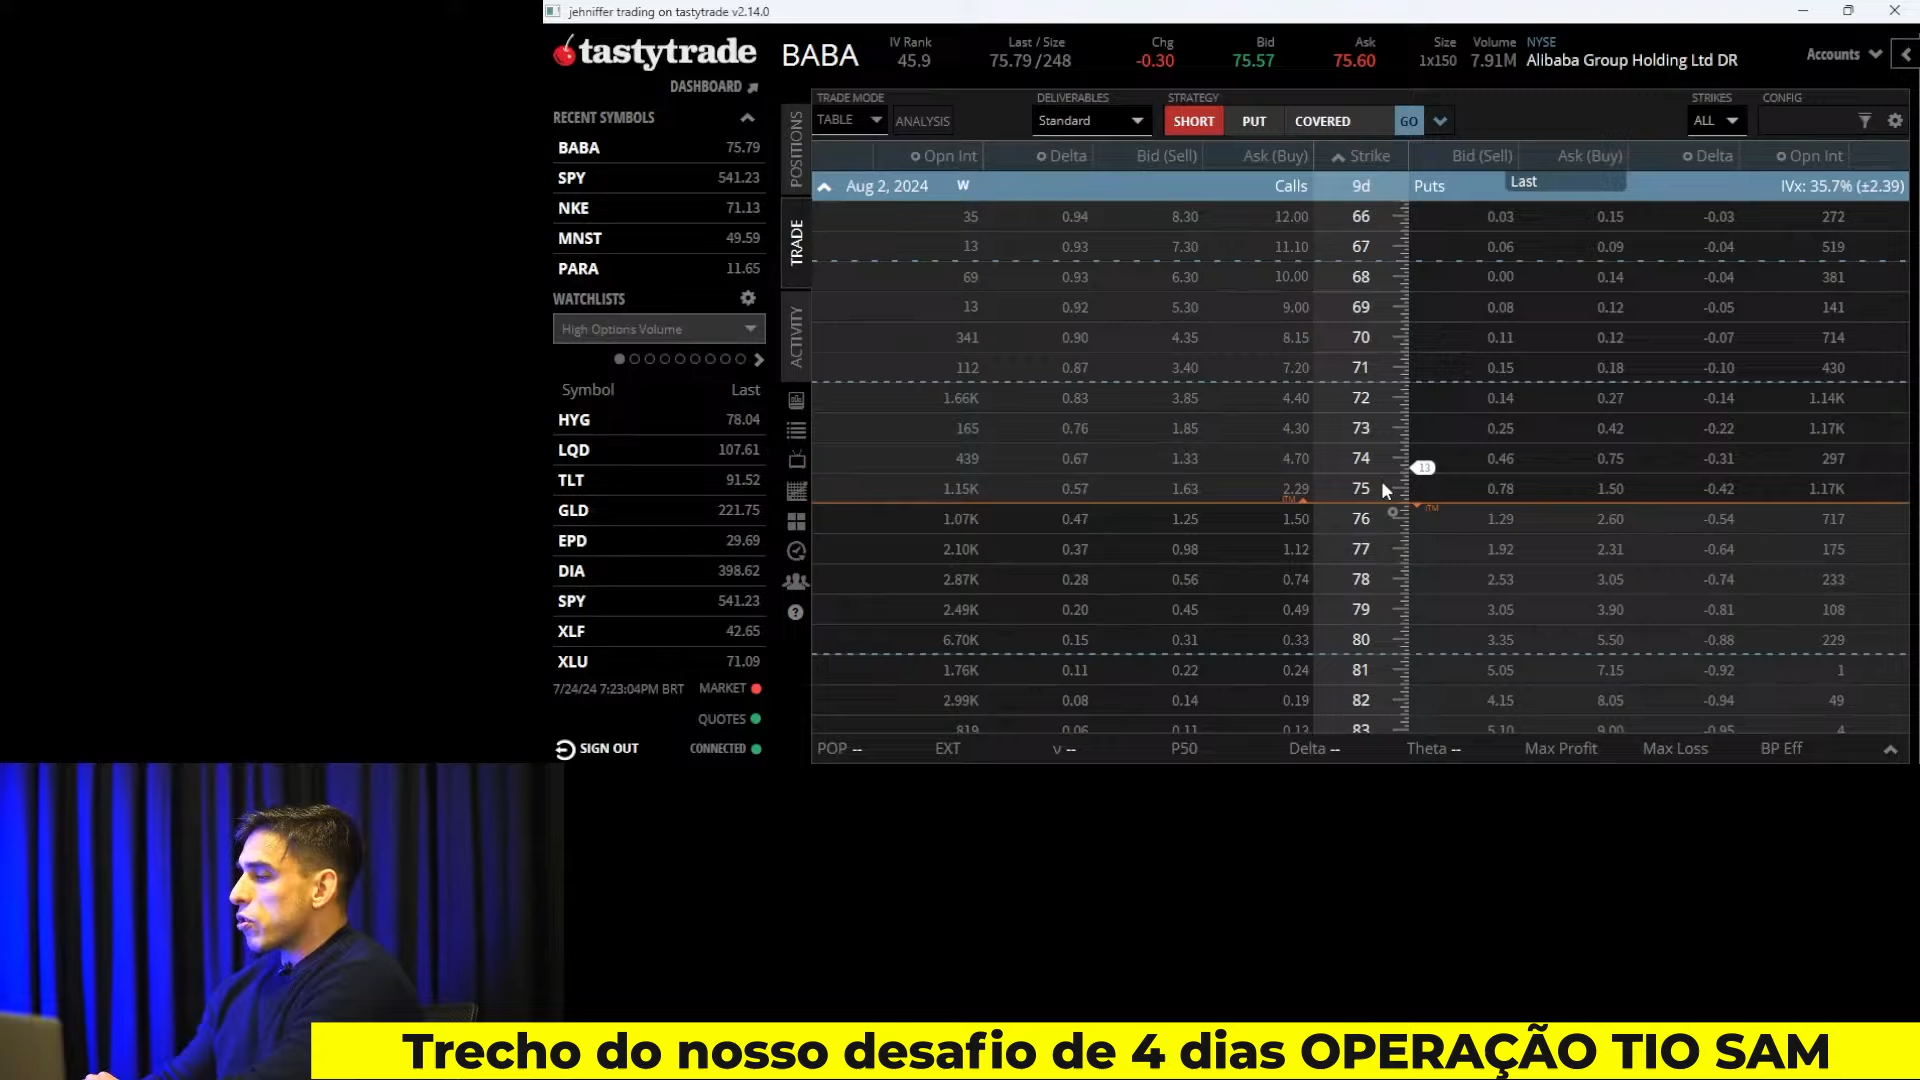 jehniffer trading on tastytrade v2.14.0
tastytrade
DASHBOARD
BABA
IV Rank
45.9
Last / Size
75.79 / 248
Chg
-0.30
Bid
75.57
Ask
75.60
Size
1x150
Volume
7.91M
NYSE
Alibaba Group Holding Ltd DR
Accounts
RECENT SYMBOLS
BABA 75.79
SPY 541.23
NKE 71.13
MNST 49.59
PARA 11.65
WATCHLISTS
High Options Volume
Symbol Last
HYG 78.04
LQD 107.61
TLT 91.52
GLD 221.75
EPD 29.69
DIA 398.62
SPY 541.23
XLF 42.65
XLU 71.09
7/24/24 7:23:04PM BRT MARKET
QUOTES
SIGN OUT CONNECTED
POSITIONS
TRADE
ACTIVITY
TRADE MODE
TABLE ANALYSIS
DELIVERABLES
Standard
STRATEGY
SHORT PUT COVERED GO
STRIKES
ALL
CONFIG
Opn Int Delta Bid (Sell) Ask (Buy) Strike Bid (Sell) Ask (Buy) Delta Opn Int
Aug 2, 2024 W Calls 9d Puts Last IVx: 35.7% (±2.39)
35 0.94 8.30 12.00 66 0.03 0.15 -0.03 272
13 0.93 7.30 11.10 67 0.06 0.09 -0.04 519
69 0.93 6.30 10.00 68 0.00 0.14 -0.04 381
13 0.92 5.30 9.00 69 0.08 0.12 -0.05 141
341 0.90 4.35 8.15 70 0.11 0.12 -0.07 714
112 0.87 3.40 7.20 71 0.15 0.18 -0.10 430
1.66K 0.83 3.85 4.40 72 0.14 0.27 -0.14 1.14K
165 0.76 1.85 4.30 73 0.25 0.42 -0.22 1.17K
439 0.67 1.33 4.70 74 0.46 0.75 -0.31 297
13
1.15K 0.57 1.63 2.29 75 0.78 1.50 -0.42 1.17K
ITM ITM
1.07K 0.47 1.25 1.50 76 1.29 2.60 -0.54 717
2.10K 0.37 0.98 1.12 77 1.92 2.31 -0.64 175
2.87K 0.28 0.56 0.74 78 2.53 3.05 -0.74 233
2.49K 0.20 0.45 0.49 79 3.05 3.90 -0.81 108
6.70K 0.15 0.31 0.33 80 3.35 5.50 -0.88 229
1.76K 0.11 0.22 0.24 81 5.05 7.15 -0.92 1
2.99K 0.08 0.14 0.19 82 4.15 8.05 -0.94 49
819 0.06 0.11 0.13 83 5.10 9.00 -0.95 4
POP -- EXT v -- P50 Delta -- Theta -- Max Profit Max Loss BP Eff
Trecho do nosso desafio de 4 dias OPERAÇÃO TIO SAM